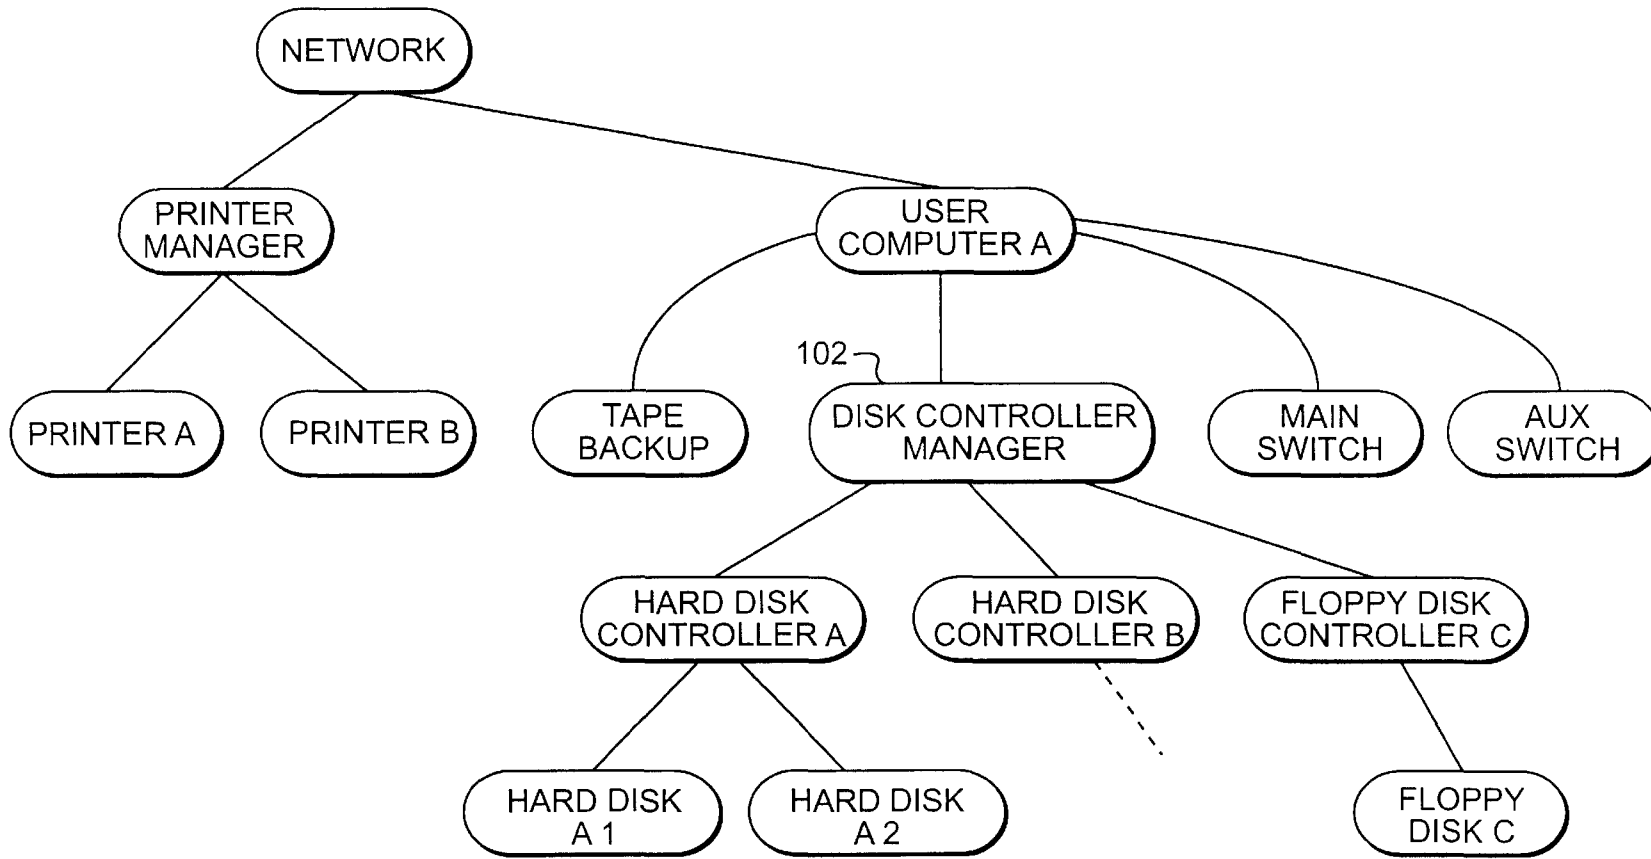 NETWORK
PRINTER
MANAGER
USER
COMPUTER A
102
PRINTER A
PRINTER B
TAPE
BACKUP
DISK CONTROLLER
MANAGER
MAIN
SWITCH
AUX
SWITCH
HARD DISK
CONTROLLER A
HARD DISK
CONTROLLER B
FLOPPY DISK
CONTROLLER C
HARD DISK
A 1
HARD DISK
A 2
FLOPPY
DISK C